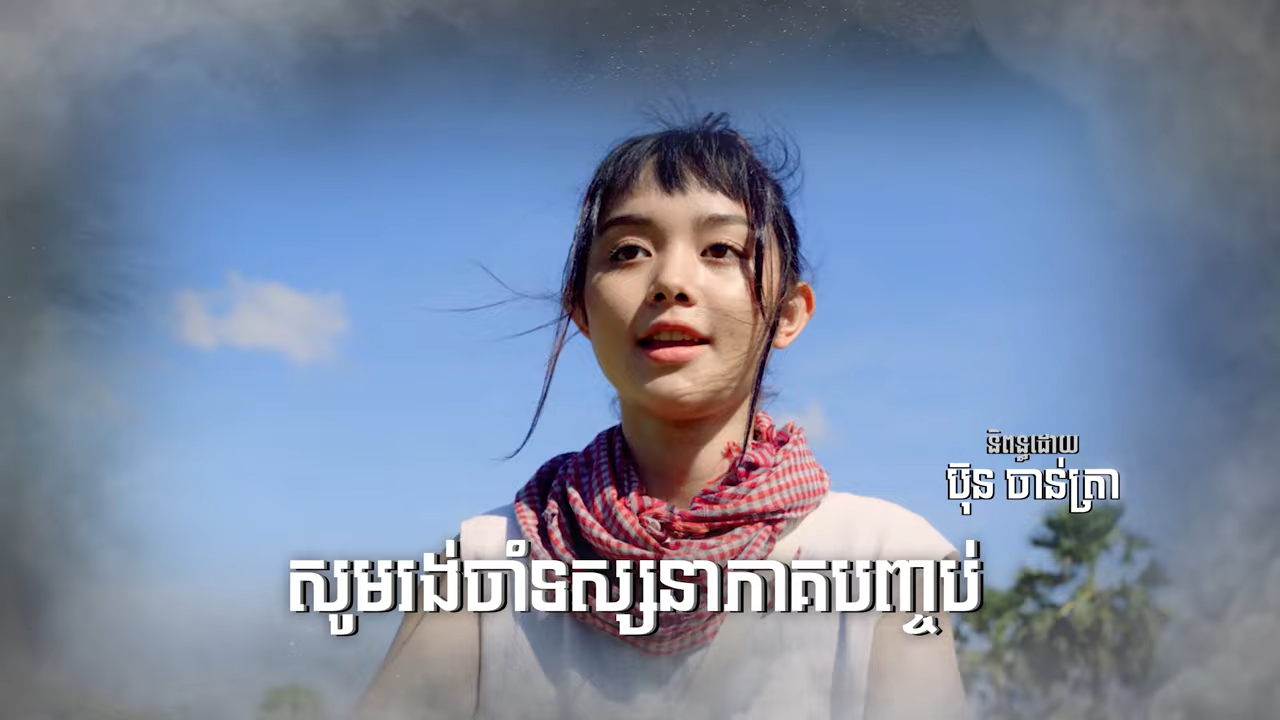 និពន្ធដោយ
ប៊ុន ចាន់ត្រា
សូមរង់ចាំទស្សនាភាគបញ្ចប់